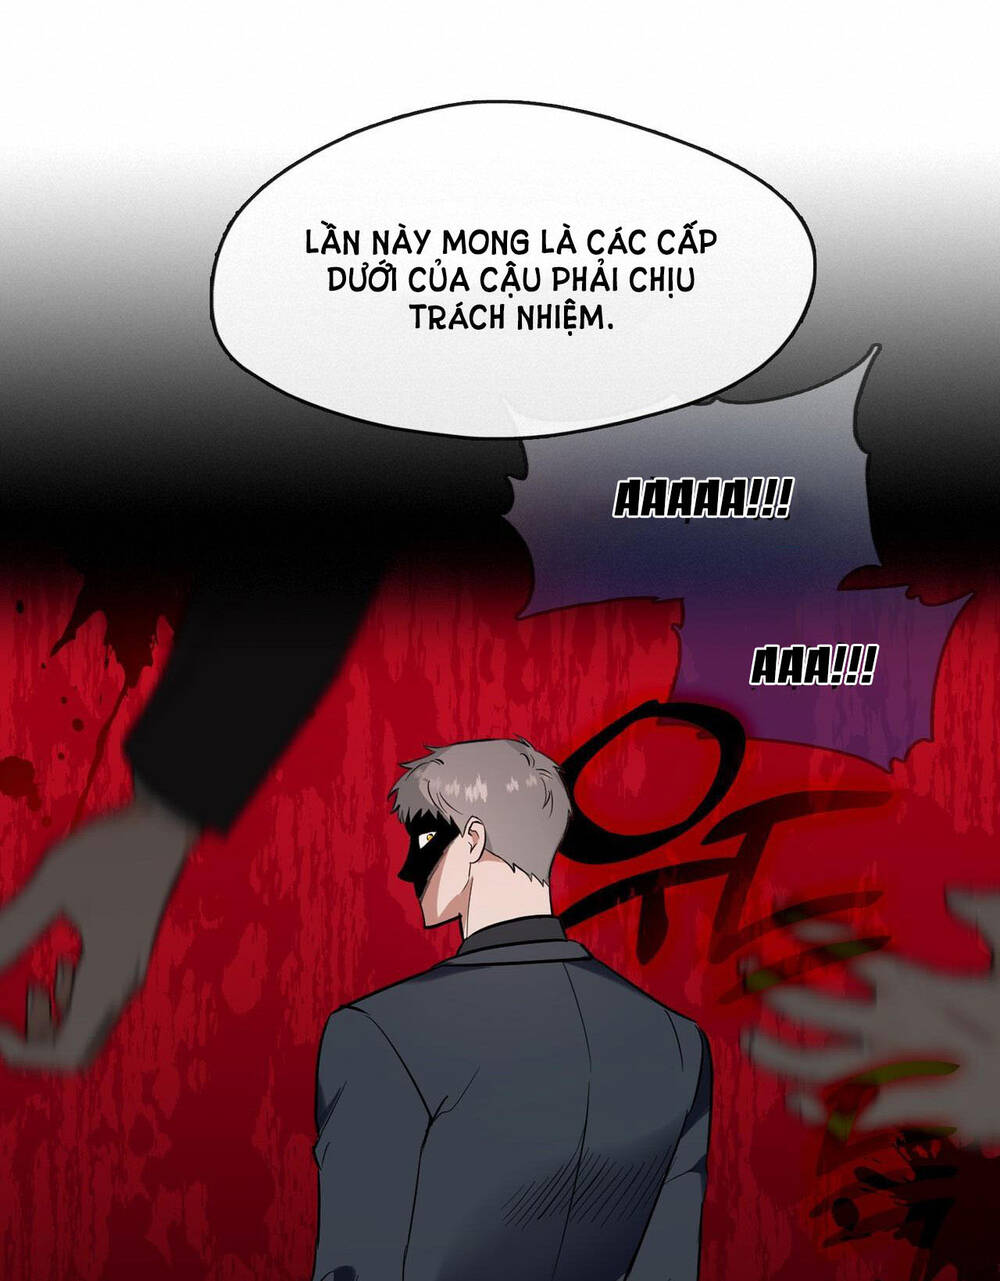 LẦN NÀY MONG LÀ CÁC CẤP
DƯỚI CỦA CẬU PHẢI CHỊU
TRÁCH NHIỆM.
AAAAA!!!
AAA!!!